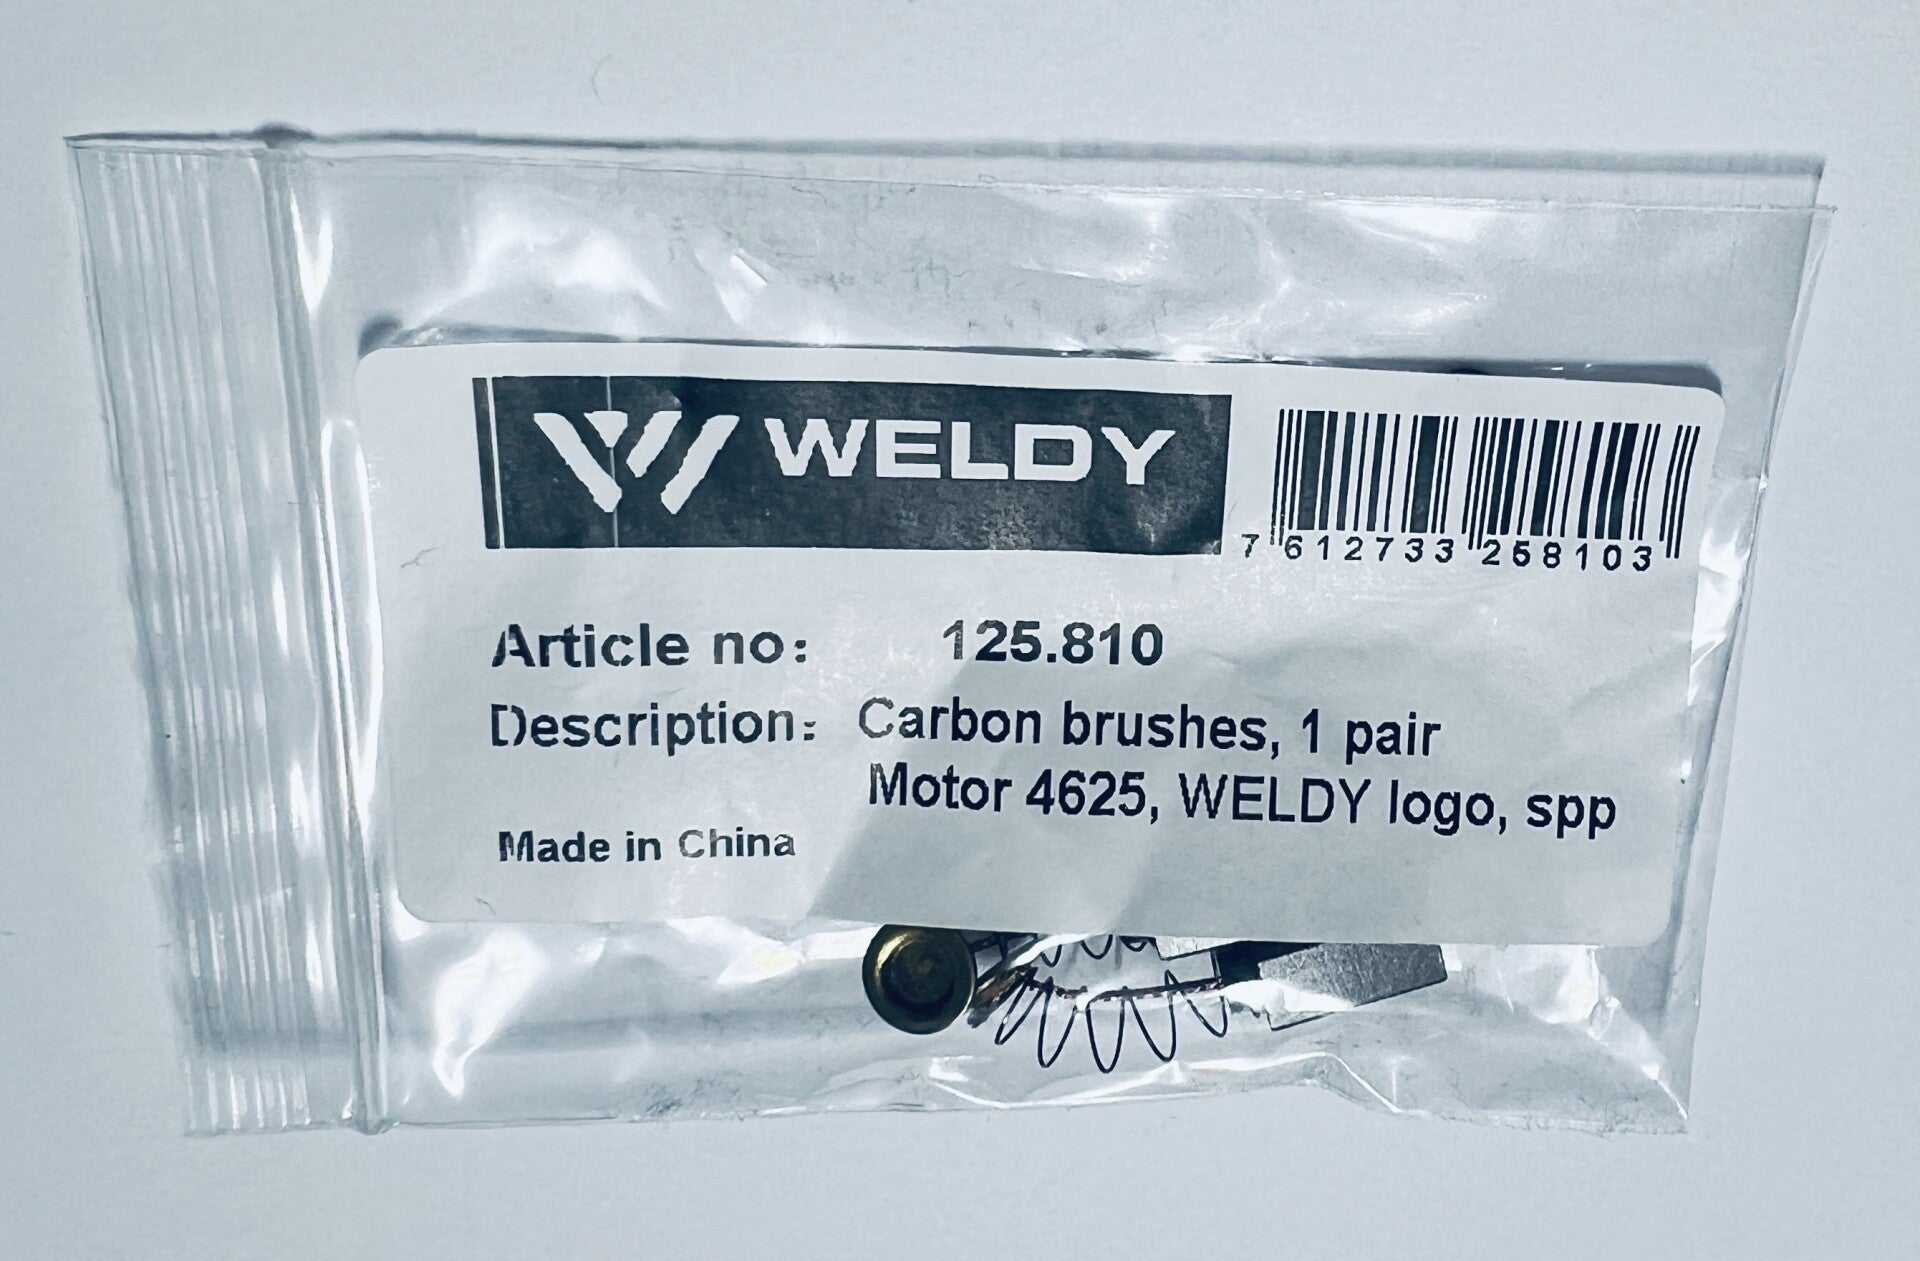 WELDY
7 612733 258103
Article no: 125.810
Description: Carbon brushes, 1 pair
Motor 4625, WELDY logo, spp
Made in China